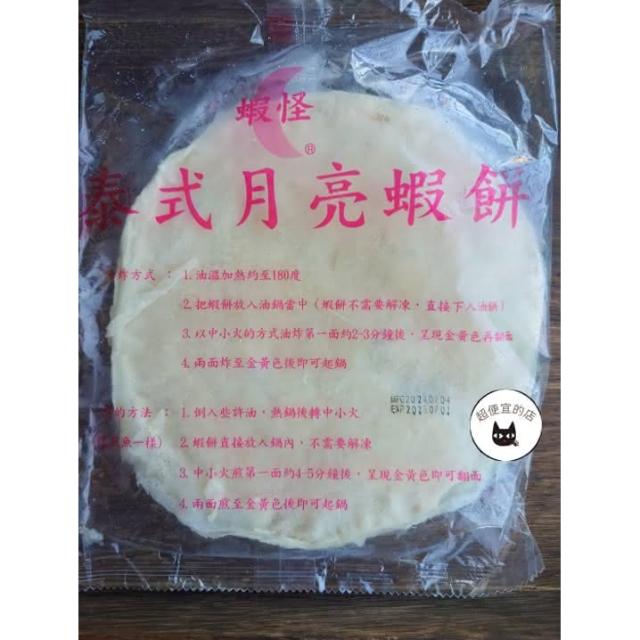 蝦怪
®
泰式月亮蝦餅
炸方式 : 1.油溫加熱約至180度
2.把蝦餅放入油鍋當中(蝦餅不需要解凍,直接下入油鍋)
3.以中小火的方式油炸第一面約2-3分鐘後,呈現金黃色再翻面
4.兩面炸至金黃色後即可起鍋
的方法 : 1.倒入些許油,熱鍋後轉中小火
魚一樣) 2.蝦餅直接放入鍋內,不需要解凍
3.中小火煎第一面約4-5分鐘後,呈現金黃色即可翻面
4.兩面煎至金黃色後即可起鍋
超便宜的店